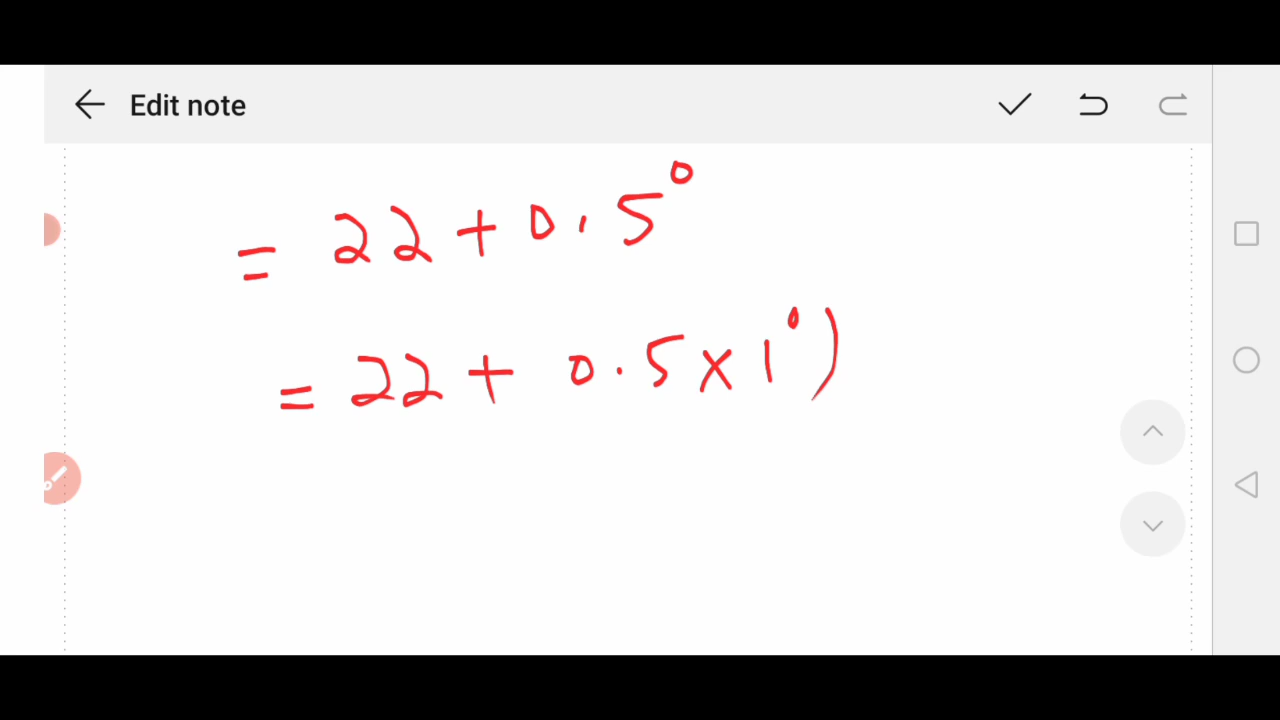 Edit note
= 22 + 0.5°
= 22 + 0.5 × 1°)